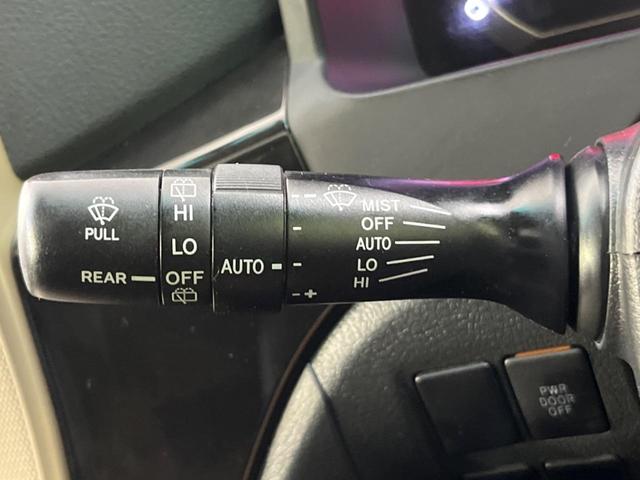 PULL
REAR
HI
LO
OFF
AUTO
- +
MIST
OFF
AUTO
LO
HI
PWR
DOOR
OFF